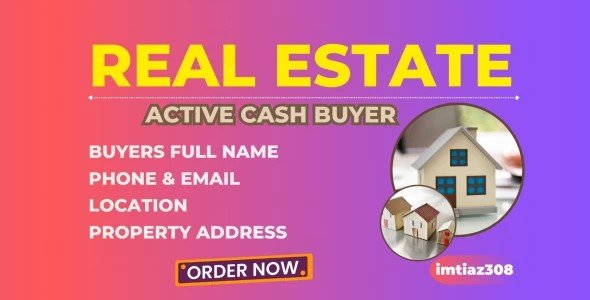 REAL ESTATE
ACTIVE CASH BUYER
BUYERS FULL NAME
PHONE & EMAIL
LOCATION
PROPERTY ADDRESS
ORDER NOW
imtiaz308